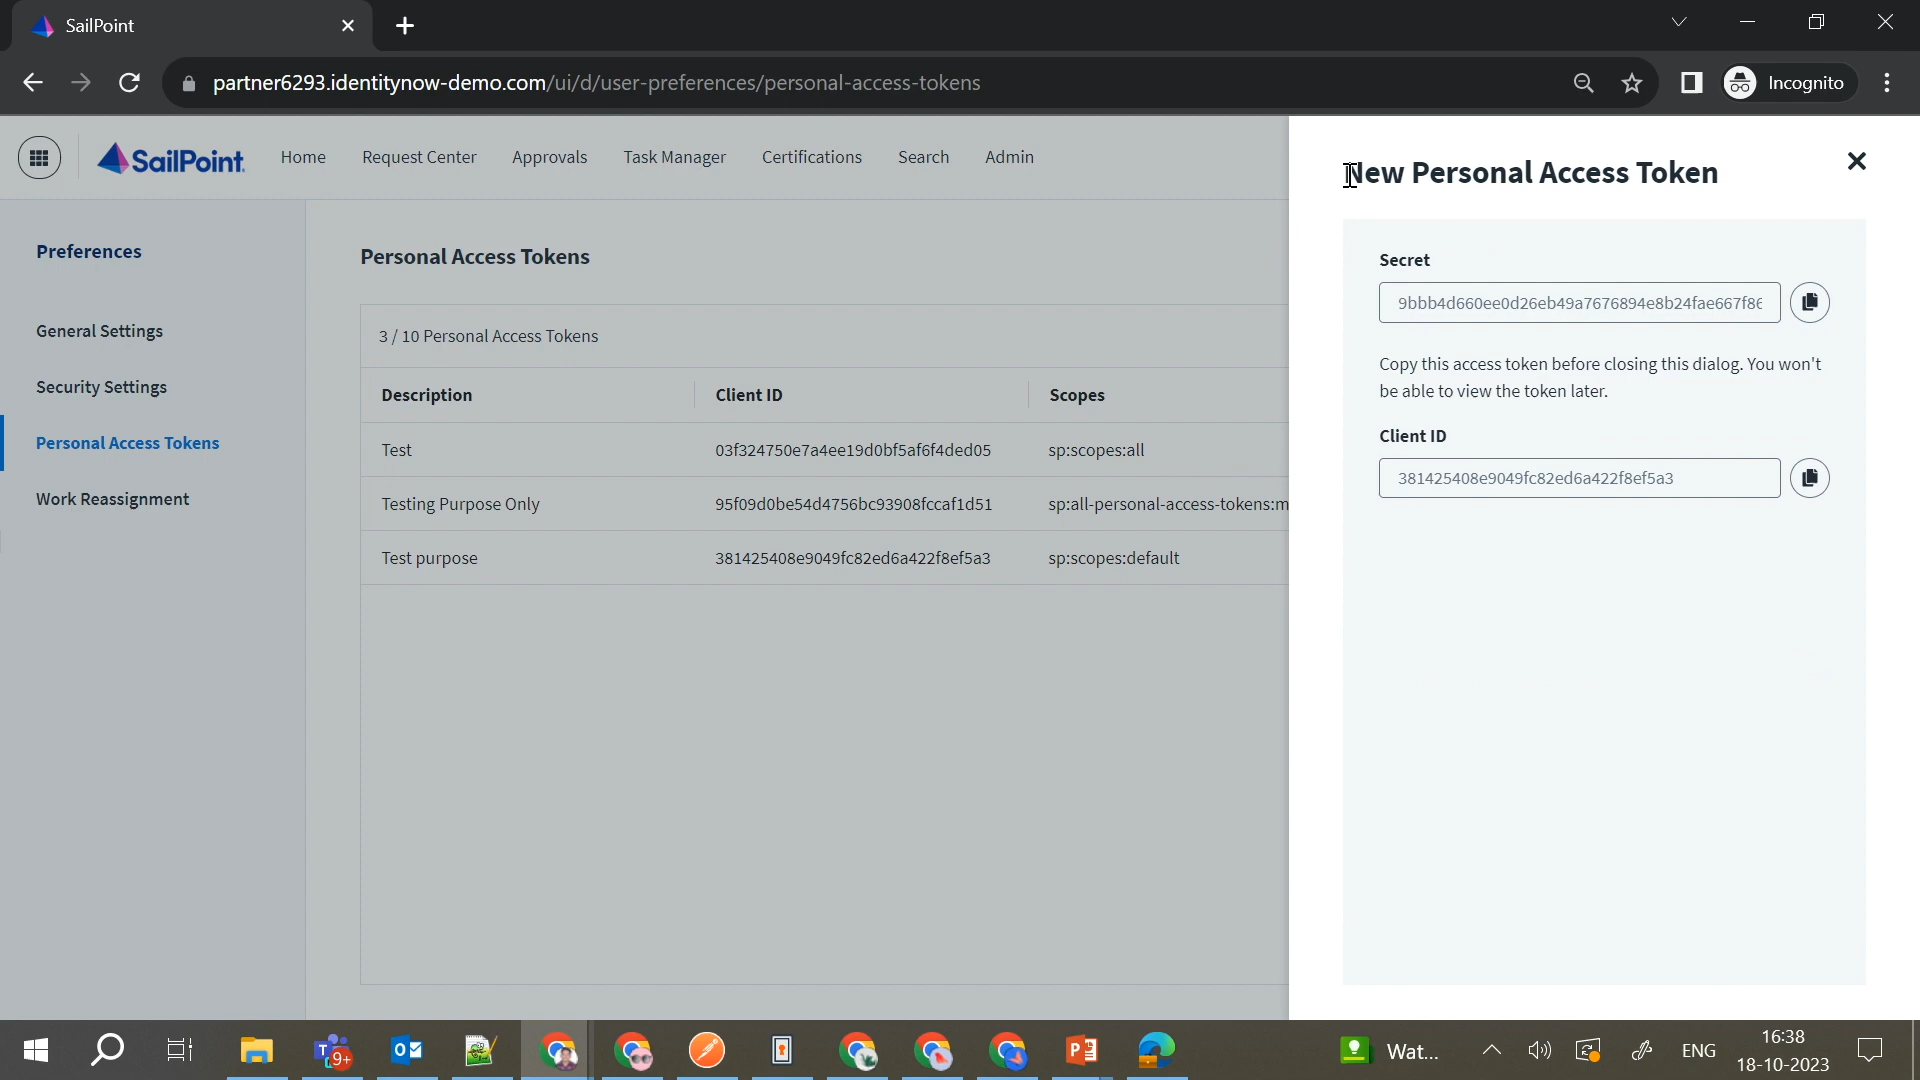 SailPoint
partner6293.identitynow-demo.com/ui/d/user-preferences/personal-access-tokens
Incognito
SailPoint
Home
Request Center
Approvals
Task Manager
Certifications
Search
Admin
Preferences
General Settings
Security Settings
Personal Access Tokens
Work Reassignment
Personal Access Tokens
3 / 10 Personal Access Tokens
Description Client ID Scopes
Test 03f324750e7a4ee19d0bf5af6f4ded05 sp:scopes:all
Testing Purpose Only 95f09d0be54d4756bc93908fccaf1d51 sp:all-personal-access-tokens:m
Test purpose 381425408e9049fc82ed6a422f8ef5a3 sp:scopes:default
New Personal Access Token
Secret
9bbb4d660ee0d26eb49a7676894e8b24fae667f86
Copy this access token before closing this dialog. You won't
be able to view the token later.
Client ID
381425408e9049fc82ed6a422f8ef5a3
9+
Wat...
ENG
16:38
18-10-2023